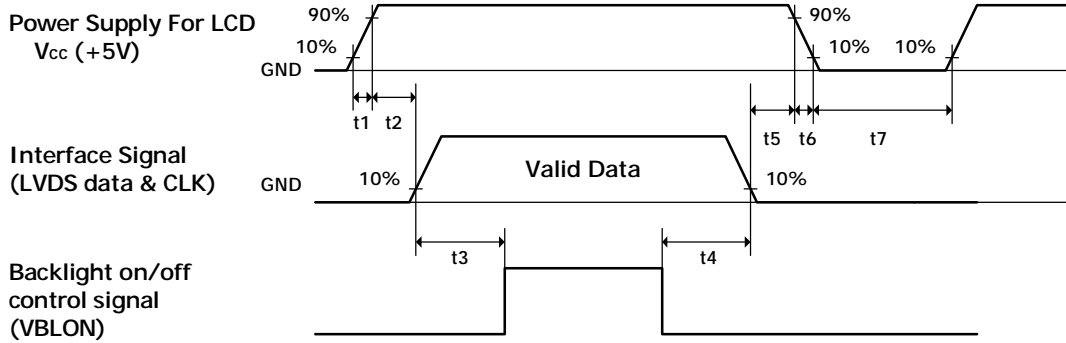 Power Supply For LCD
Vcc (+5V)
90%
90%
10%
10%
10%
GND
t1
t2
t5
t6
t7
Interface Signal
(LVDS data & CLK)
GND
10%
Valid Data
10%
t3
t4
Backlight on/off
control signal
(VBLON)